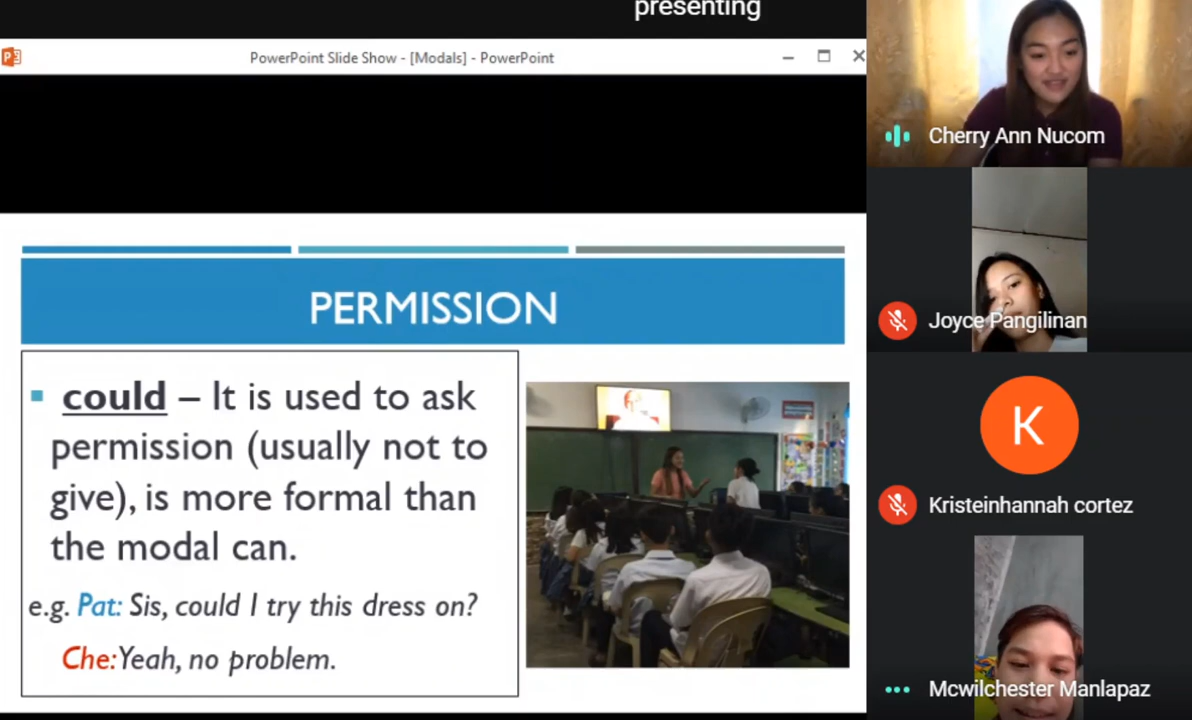 presenting
PowerPoint Slide Show - [Modals] - PowerPoint
PERMISSION
▪ could – It is used to ask
permission (usually not to
give), is more formal than
the modal can.
e.g. Pat: Sis, could I try this dress on?
Che:Yeah, no problem.
Cherry Ann Nucom
Joyce Pangilinan
K
Kristeinhannah cortez
Mcwilchester Manlapaz